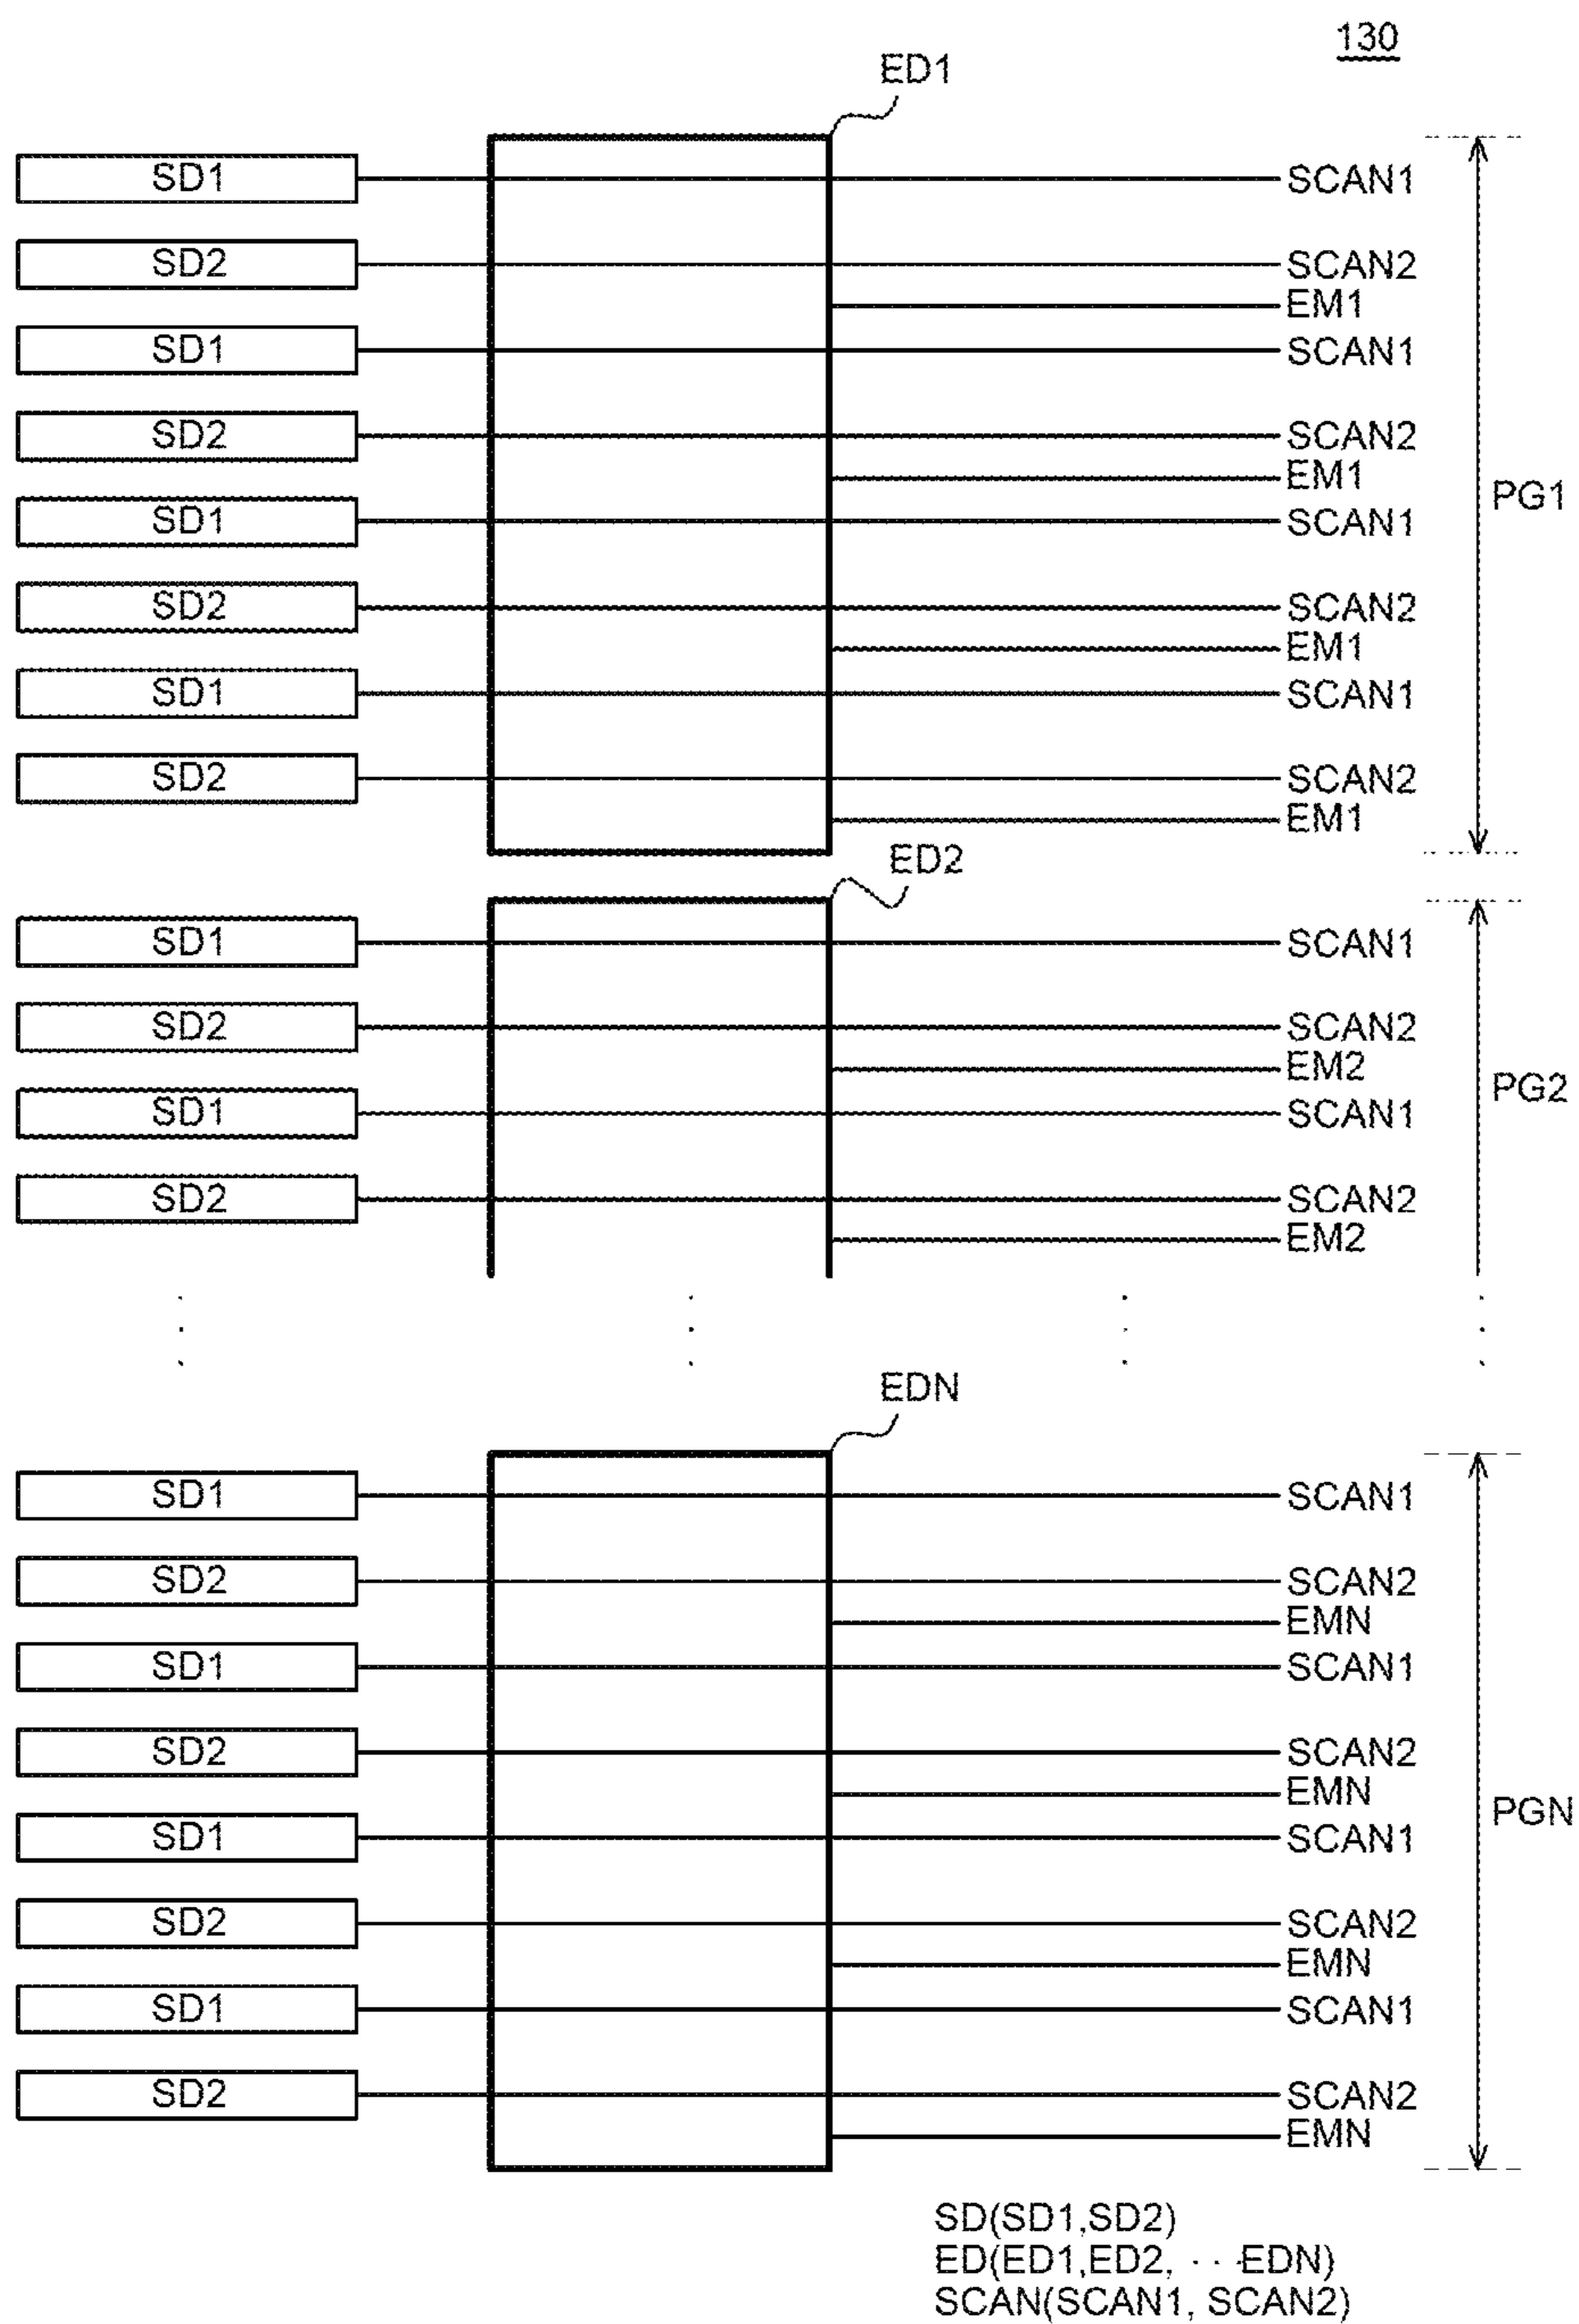 130
ED1
SD1 SCAN1
SD2 SCAN2
EM1
SD1 SCAN1
SD2 SCAN2
EM1
PG1
SD1 SCAN1
SD2 SCAN2
EM1
SD1 SCAN1
SD2 SCAN2
EM1
ED2
SD1 SCAN1
SD2 SCAN2
EM2
PG2
SD1 SCAN1
SD2 SCAN2
EM2
EDN
SD1 SCAN1
SD2 SCAN2
EMN
SD1 SCAN1
SD2 SCAN2
EMN
PGN
SD1 SCAN1
SD2 SCAN2
EMN
SD1 SCAN1
SD2 SCAN2
EMN
SD(SD1,SD2)
ED(ED1,ED2, · · · EDN)
SCAN(SCAN1, SCAN2)